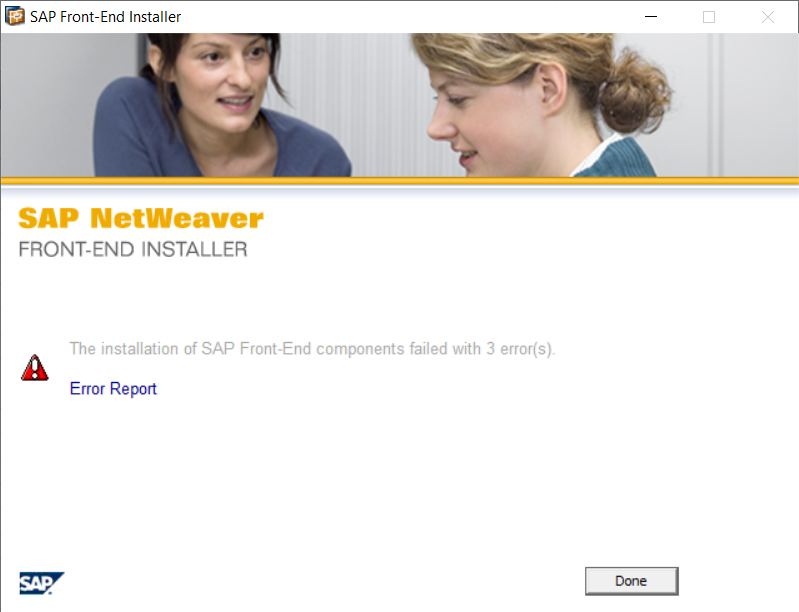 SAP Front-End Installer
SAP NetWeaver
FRONT-END INSTALLER
The installation of SAP Front-End components failed with 3 error(s).
Error Report
SAP
Done